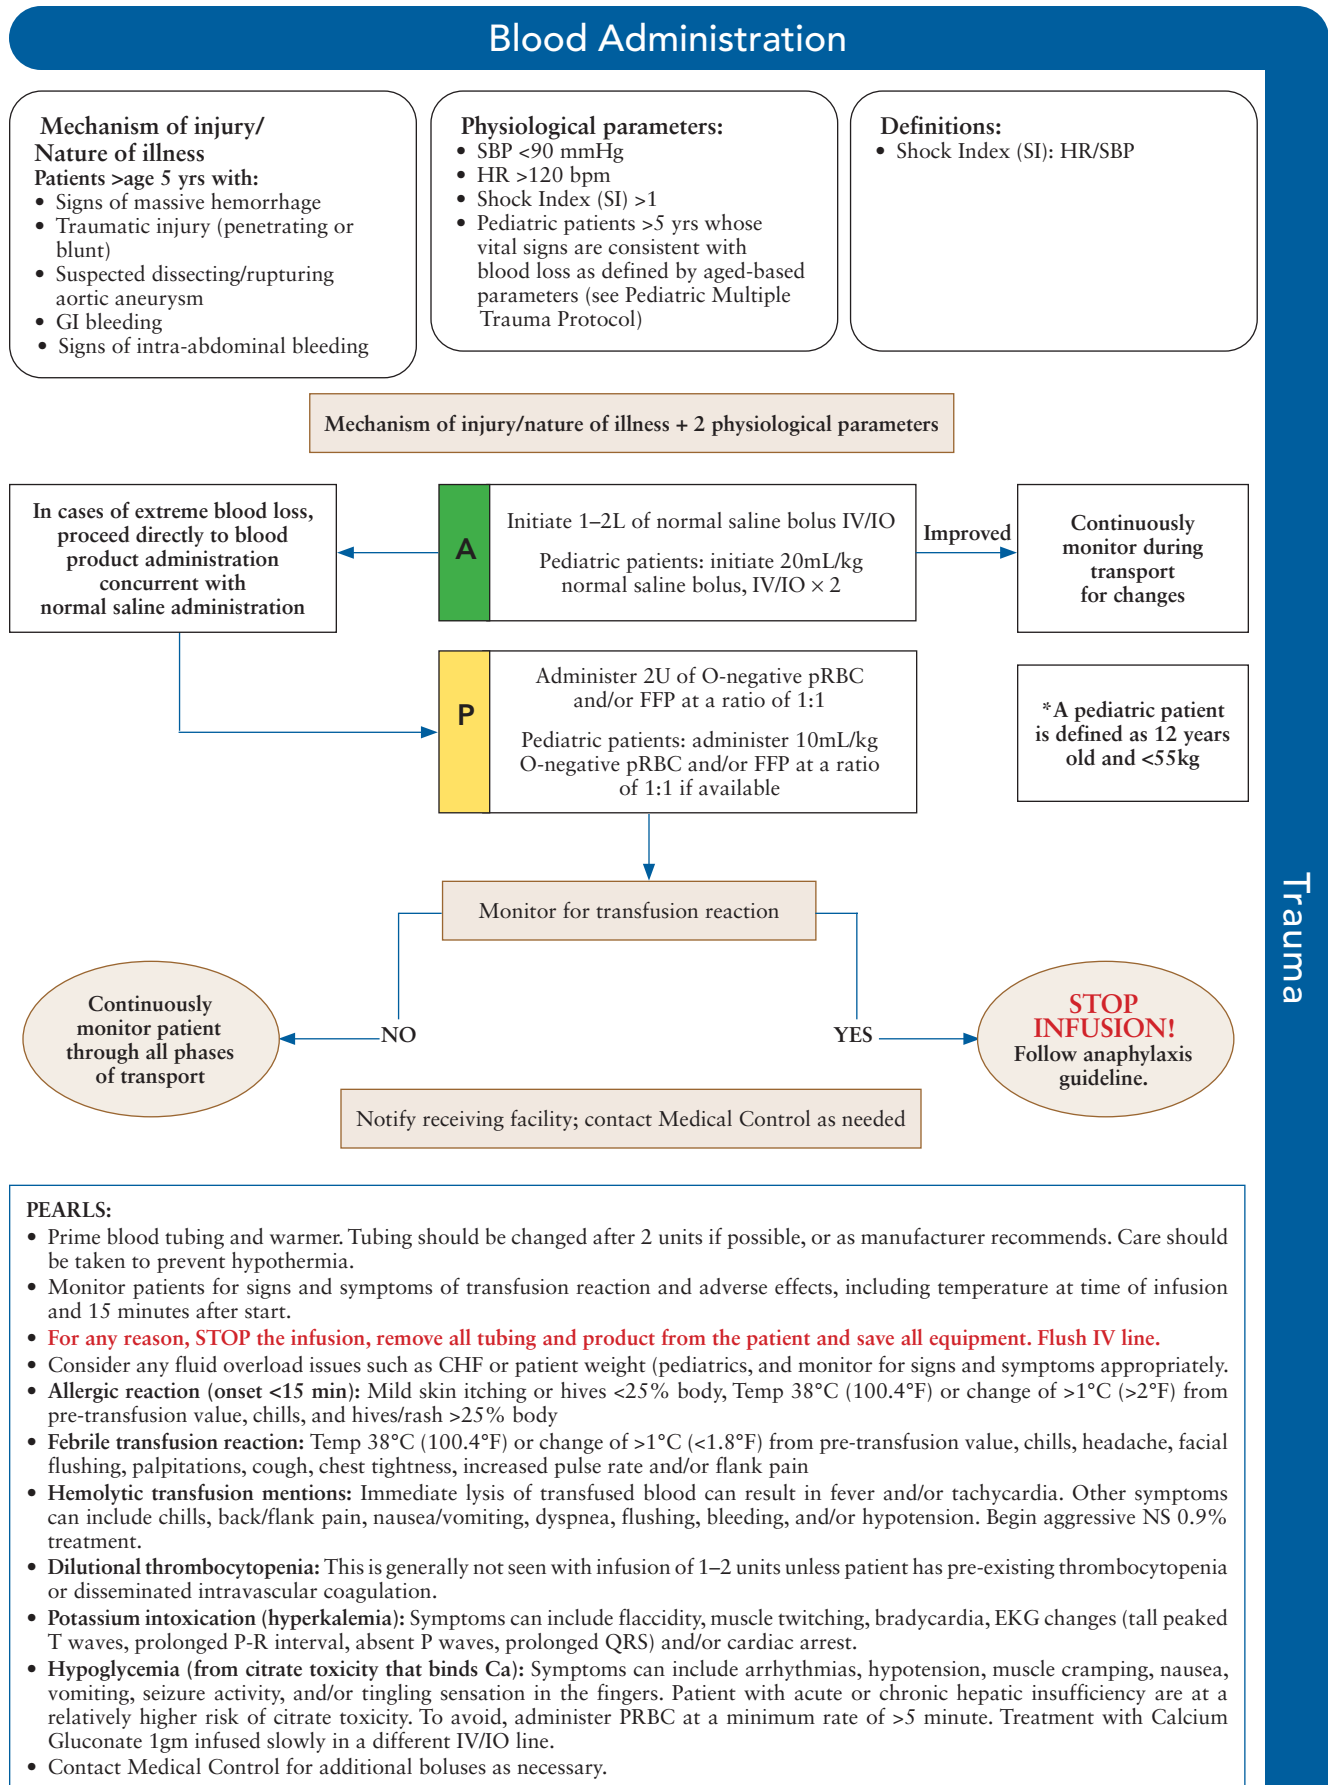 Blood Administration
Mechanism of injury/
Nature of illness
Patients >age 5 yrs with:
• Signs of massive hemorrhage
• Traumatic injury (penetrating or
blunt)
• Suspected dissecting/rupturing
aortic aneurysm
• GI bleeding
• Signs of intra-abdominal bleeding
Physiological parameters:
• SBP <90 mmHg
• HR >120 bpm
• Shock Index (SI) >1
• Pediatric patients >5 yrs whose
vital signs are consistent with
blood loss as defined by aged-based
parameters (see Pediatric Multiple
Trauma Protocol)
Definitions:
• Shock Index (SI): HR/SBP
Mechanism of injury/nature of illness + 2 physiological parameters
In cases of extreme blood loss,
proceed directly to blood
product administration
concurrent with
normal saline administration
A
Initiate 1–2L of normal saline bolus IV/IO
Pediatric patients: initiate 20mL/kg
normal saline bolus, IV/IO × 2
Improved
Continuously
monitor during
transport
for changes
P
Administer 2U of O-negative pRBC
and/or FFP at a ratio of 1:1
Pediatric patients: administer 10mL/kg
O-negative pRBC and/or FFP at a ratio
of 1:1 if available
*A pediatric patient
is defined as 12 years
old and <55kg
Monitor for transfusion reaction
Continuously
monitor patient
through all phases
of transport
NO
YES
STOP
INFUSION!
Follow anaphylaxis
guideline.
Notify receiving facility; contact Medical Control as needed
Trauma
PEARLS:
• Prime blood tubing and warmer. Tubing should be changed after 2 units if possible, or as manufacturer recommends. Care should
be taken to prevent hypothermia.
• Monitor patients for signs and symptoms of transfusion reaction and adverse effects, including temperature at time of infusion
and 15 minutes after start.
• For any reason, STOP the infusion, remove all tubing and product from the patient and save all equipment. Flush IV line.
• Consider any fluid overload issues such as CHF or patient weight (pediatrics, and monitor for signs and symptoms appropriately.
• Allergic reaction (onset <15 min): Mild skin itching or hives <25% body, Temp 38°C (100.4°F) or change of >1°C (>2°F) from
pre-transfusion value, chills, and hives/rash >25% body
• Febrile transfusion reaction: Temp 38°C (100.4°F) or change of >1°C (<1.8°F) from pre-transfusion value, chills, headache, facial
flushing, palpitations, cough, chest tightness, increased pulse rate and/or flank pain
• Hemolytic transfusion mentions: Immediate lysis of transfused blood can result in fever and/or tachycardia. Other symptoms
can include chills, back/flank pain, nausea/vomiting, dyspnea, flushing, bleeding, and/or hypotension. Begin aggressive NS 0.9%
treatment.
• Dilutional thrombocytopenia: This is generally not seen with infusion of 1–2 units unless patient has pre-existing thrombocytopenia
or disseminated intravascular coagulation.
• Potassium intoxication (hyperkalemia): Symptoms can include flaccidity, muscle twitching, bradycardia, EKG changes (tall peaked
T waves, prolonged P-R interval, absent P waves, prolonged QRS) and/or cardiac arrest.
• Hypoglycemia (from citrate toxicity that binds Ca): Symptoms can include arrhythmias, hypotension, muscle cramping, nausea,
vomiting, seizure activity, and/or tingling sensation in the fingers. Patient with acute or chronic hepatic insufficiency are at a
relatively higher risk of citrate toxicity. To avoid, administer PRBC at a minimum rate of >5 minute. Treatment with Calcium
Gluconate 1gm infused slowly in a different IV/IO line.
• Contact Medical Control for additional boluses as necessary.